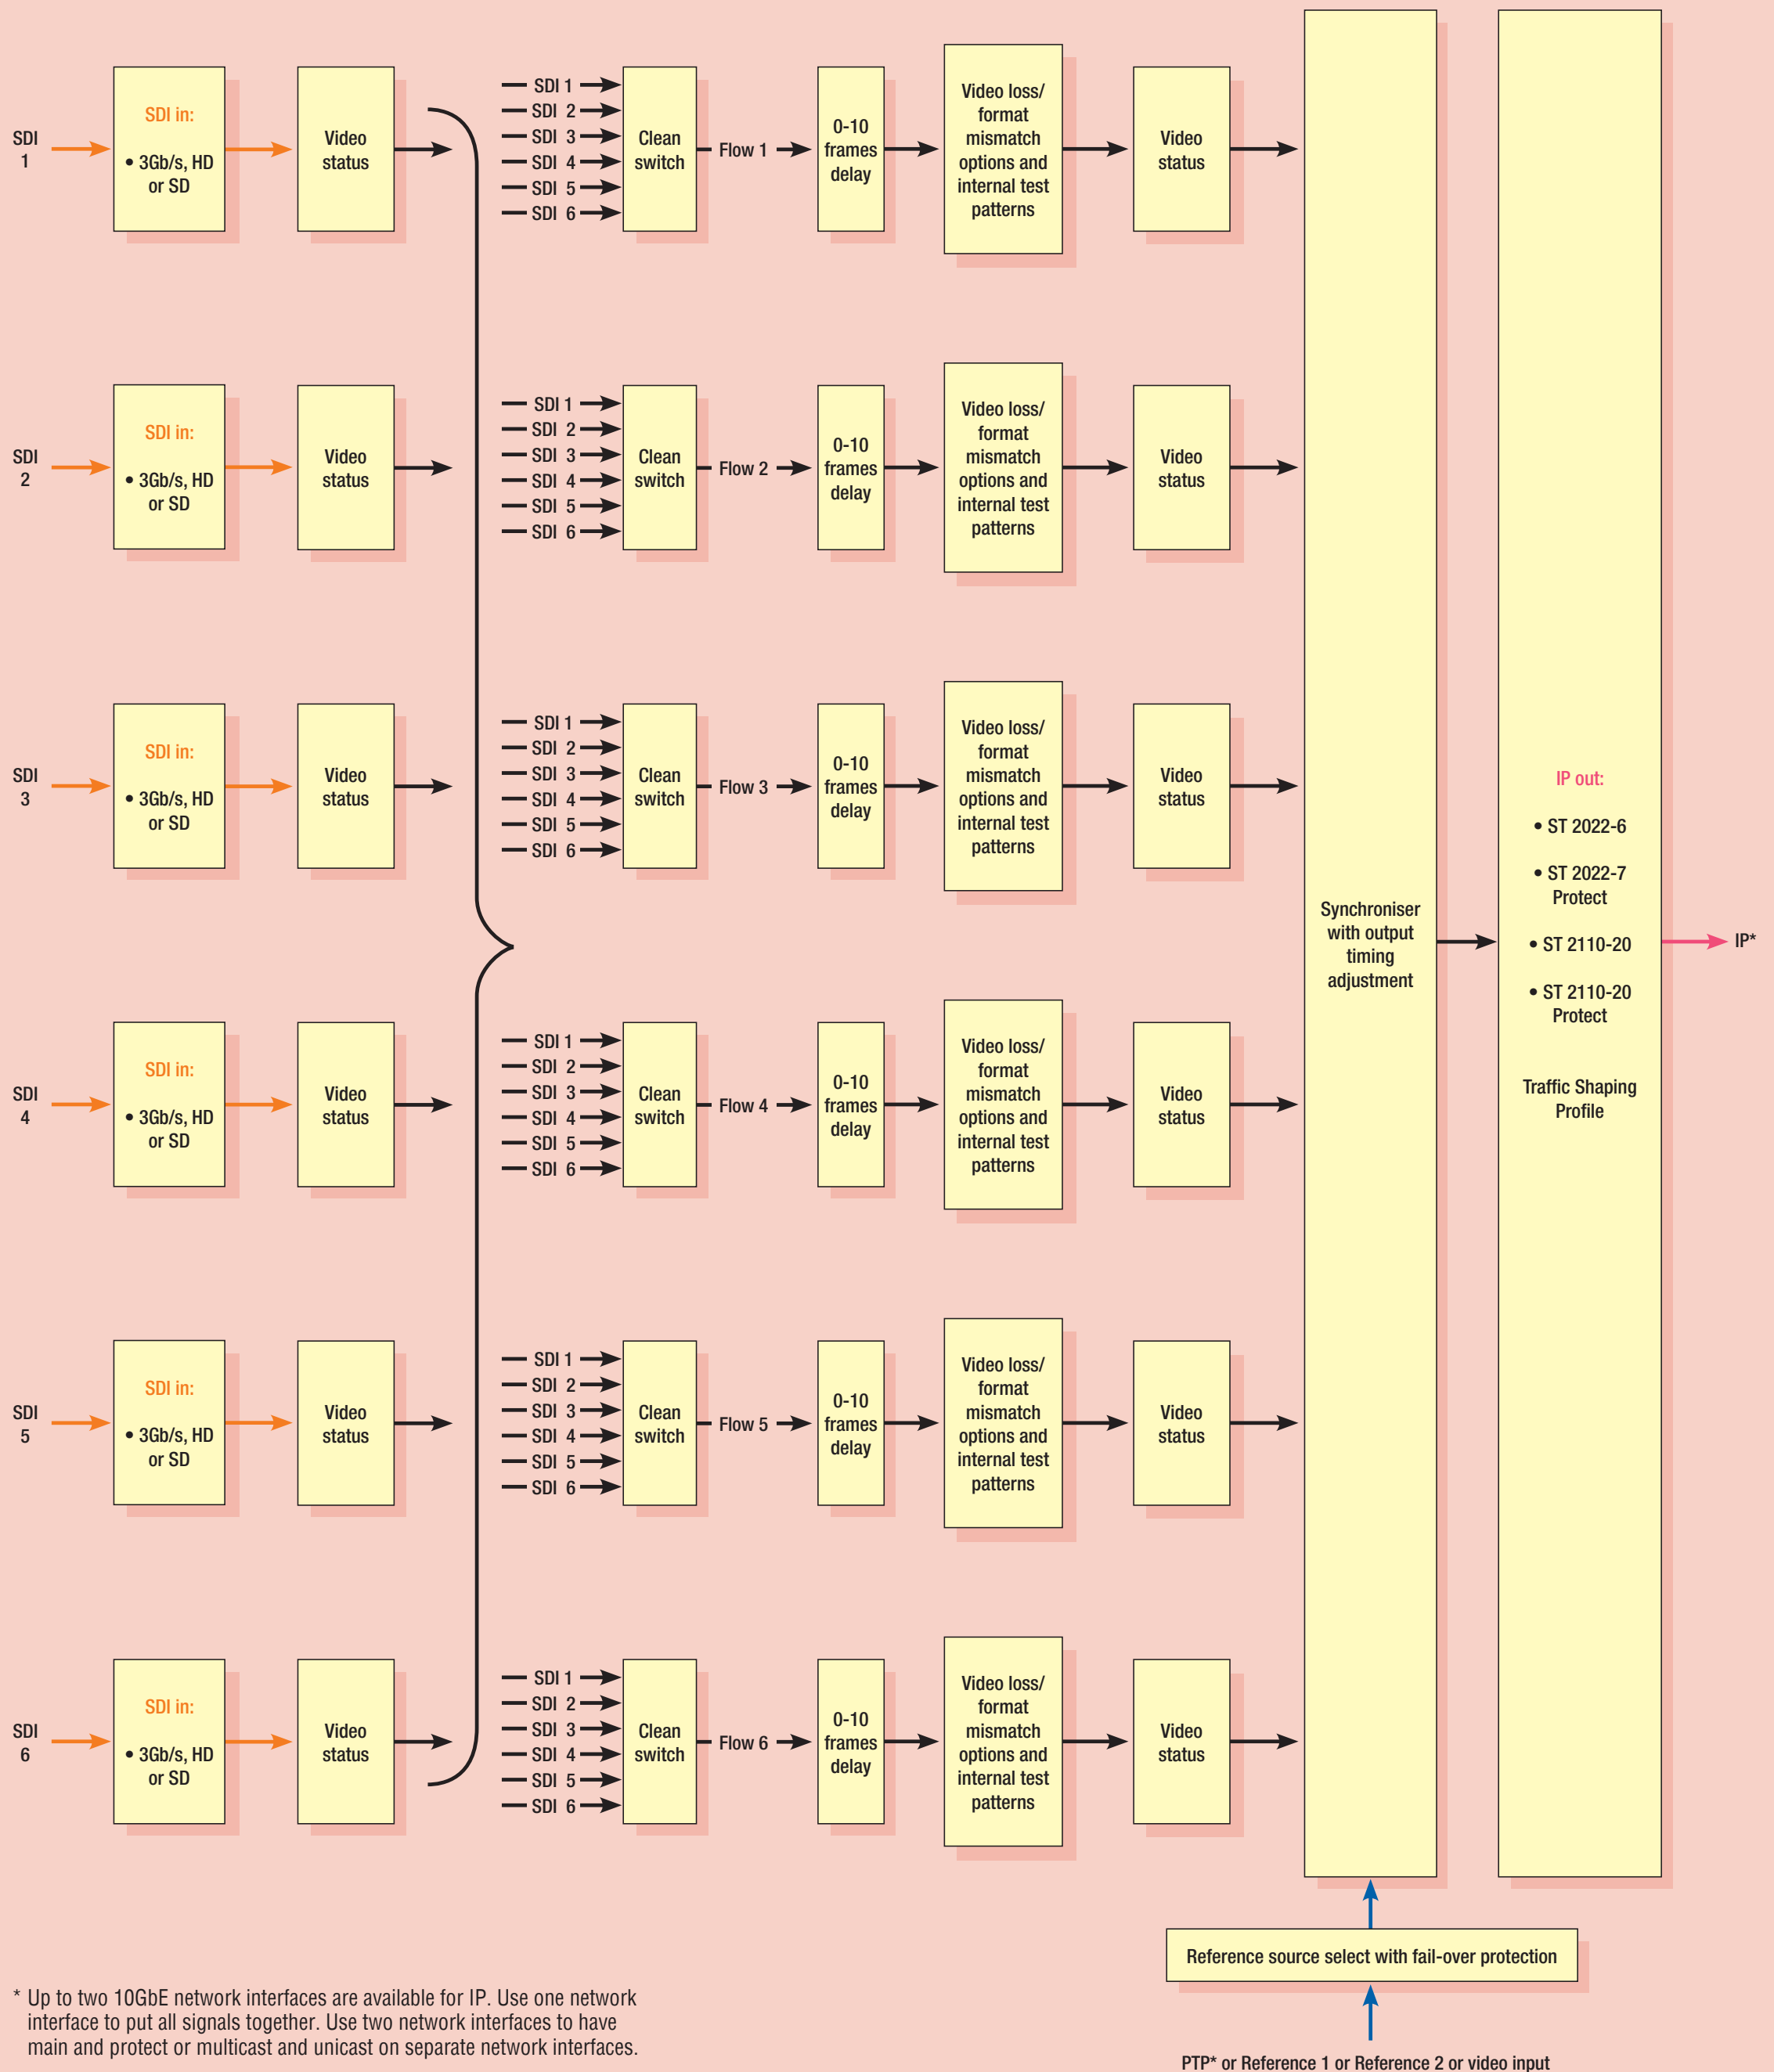 SDI
1
SDI in:
• 3Gb/s, HD
or SD
Video
status
SDI 1
SDI 2
SDI 3
SDI 4
SDI 5
SDI 6
Clean
switch
Flow 1
0-10
frames
delay
Video loss/
format
mismatch
options and
internal test
patterns
Video
status
SDI
2
SDI in:
• 3Gb/s, HD
or SD
Video
status
SDI 1
SDI 2
SDI 3
SDI 4
SDI 5
SDI 6
Clean
switch
Flow 2
0-10
frames
delay
Video loss/
format
mismatch
options and
internal test
patterns
Video
status
SDI
3
SDI in:
• 3Gb/s, HD
or SD
Video
status
SDI 1
SDI 2
SDI 3
SDI 4
SDI 5
SDI 6
Clean
switch
Flow 3
0-10
frames
delay
Video loss/
format
mismatch
options and
internal test
patterns
Video
status
SDI
4
SDI in:
• 3Gb/s, HD
or SD
Video
status
SDI 1
SDI 2
SDI 3
SDI 4
SDI 5
SDI 6
Clean
switch
Flow 4
0-10
frames
delay
Video loss/
format
mismatch
options and
internal test
patterns
Video
status
SDI
5
SDI in:
• 3Gb/s, HD
or SD
Video
status
SDI 1
SDI 2
SDI 3
SDI 4
SDI 5
SDI 6
Clean
switch
Flow 5
0-10
frames
delay
Video loss/
format
mismatch
options and
internal test
patterns
Video
status
SDI
6
SDI in:
• 3Gb/s, HD
or SD
Video
status
SDI 1
SDI 2
SDI 3
SDI 4
SDI 5
SDI 6
Clean
switch
Flow 6
0-10
frames
delay
Video loss/
format
mismatch
options and
internal test
patterns
Video
status
Synchroniser
with output
timing
adjustment
IP out:
• ST 2022-6
• ST 2022-7
Protect
• ST 2110-20
• ST 2110-20
Protect
Traffic Shaping
Profile
IP*
Reference source select with fail-over protection
PTP* or Reference 1 or Reference 2 or video input
* Up to two 10GbE network interfaces are available for IP. Use one network
interface to put all signals together. Use two network interfaces to have
main and protect or multicast and unicast on separate network interfaces.